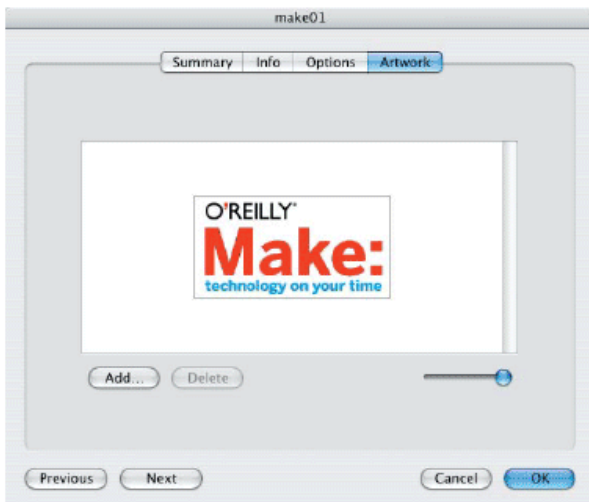 make01
Summary Info Options Artwork
O'REILLY®
Make:
technology on your time
Add... Delete
Previous Next Cancel OK